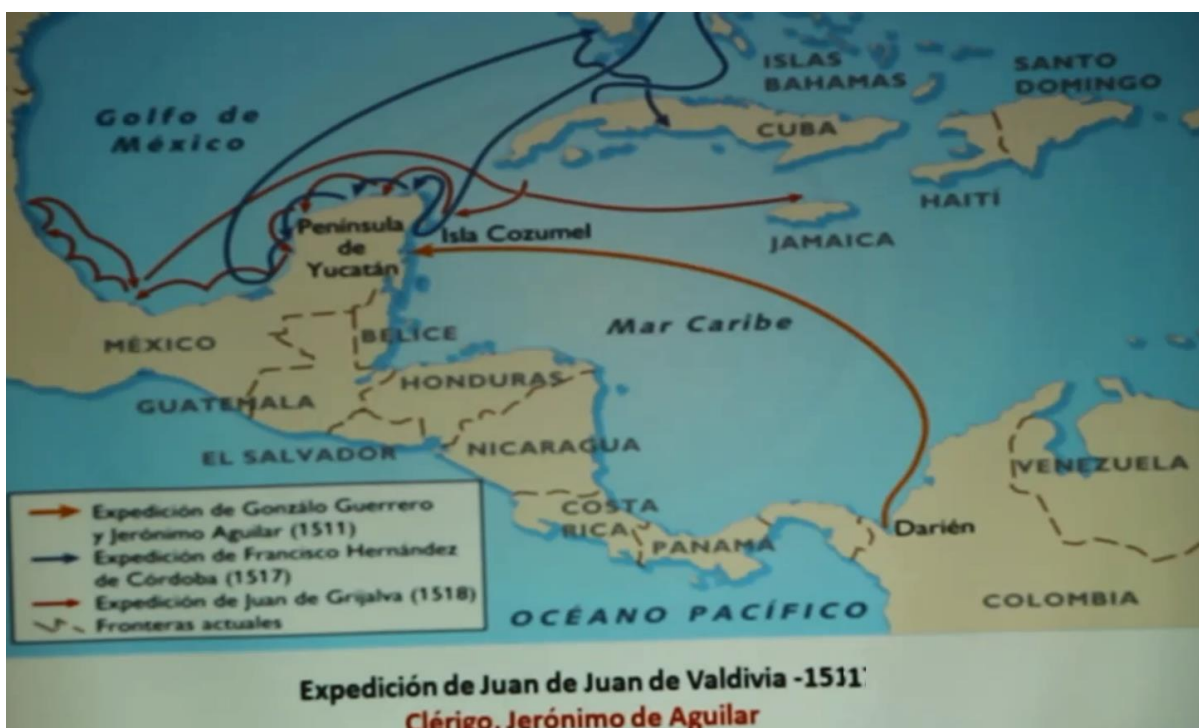 ISLAS
BAHAMAS
SANTO
DOMINGO
Golfo de
México
CUBA
HAITÍ
Península
de
Yucatán
Isla Cozumel
JAMAICA
Mar Caribe
MÉXICO
BELICE
HONDURAS
GUATEMALA
EL SALVADOR
NICARAGUA
VENEZUELA
COSTA
RICA
PANAMÁ
Darién
COLOMBIA
OCÉANO PACÍFICO
Expedición de Gonzálo Guerrero
y Jerónimo Aguilar (1511)
Expedición de Francisco Hernández
de Córdoba (1517)
Expedición de Juan de Grijalva (1518)
Fronteras actuales
Expedición de Juan de Juan de Valdivia -1511
Clérigo, Jerónimo de Aguilar